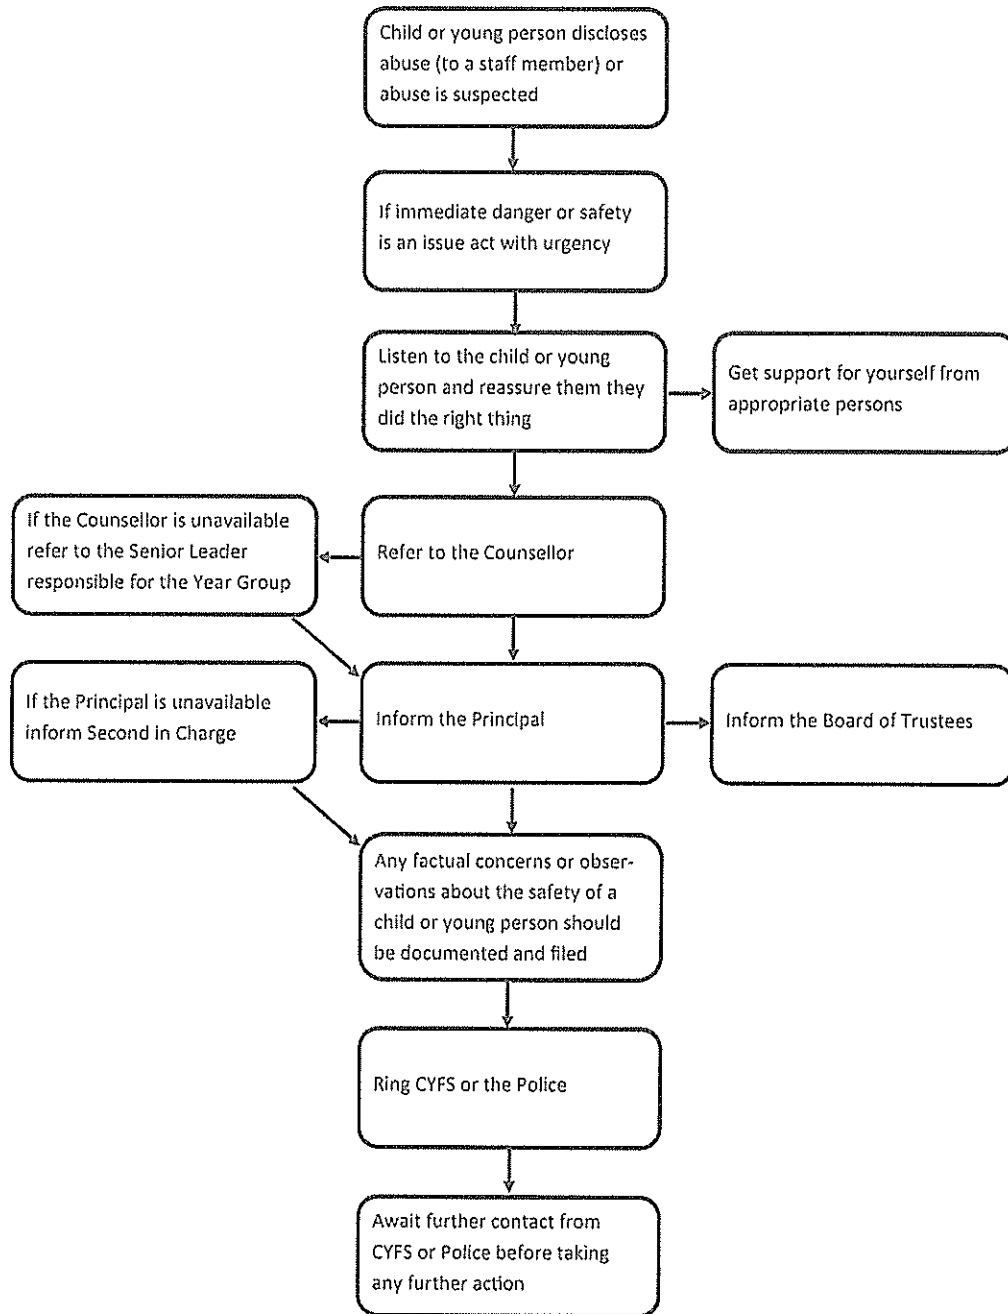 Child or young person discloses
abuse (to a staff member) or
abuse is suspected
If immediate danger or safety
is an issue act with urgency
Listen to the child or young
person and reassure them they
did the right thing
Get support for yourself from
appropriate persons
If the Counsellor is unavailable
refer to the Senior Leader
responsible for the Year Group
Refer to the Counsellor
If the Principal is unavailable
inform Second in Charge
Inform the Principal
Inform the Board of Trustees
Any factual concerns or obser-
vations about the safety of a
child or young person should
be documented and filed
Ring CYFS or the Police
Await further contact from
CYFS or Police before taking
any further action